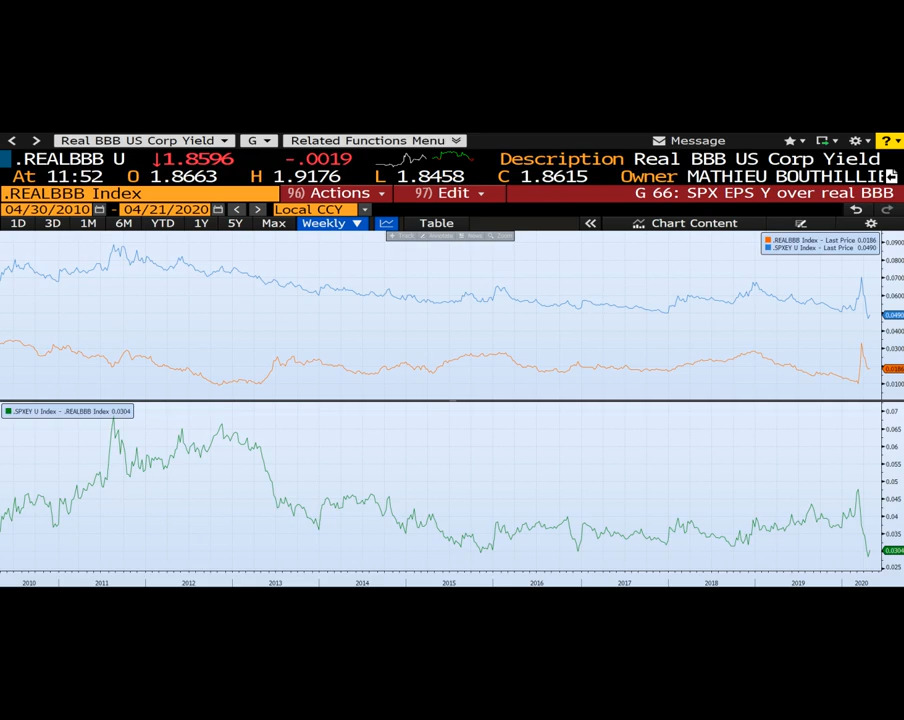 Real BBB US Corp Yield G Related Functions Menu Message ?
.REALBBB U ↓1.8596 -.0019 Description Real BBB US Corp Yield
At 11:52 O 1.8663 H 1.9176 L 1.8458 C 1.8615 Owner MATHIEU BOUTHILLIE
.REALBBB Index 96) Actions 97) Edit G 66: SPX EPS Y over real BBB
04/30/2010 - 04/21/2020 Local CCY
1D 3D 1M 6M YTD 1Y 5Y Max Weekly ▼ Table « Chart Content
Track Annotate News Zoom
.REALBBB Index - Last Price 0.0186
.SPXEY U Index - Last Price 0.0490
0.0900
0.0800
0.0700
0.0600
0.0490
0.0400
0.0300
0.0186
0.0100
.SPXEY U Index - .REALBBB Index 0.0304
0.07
0.065
0.06
0.055
0.05
0.045
0.04
0.035
0.0304
0.025
2010 2011 2012 2013 2014 2015 2016 2017 2018 2019 2020